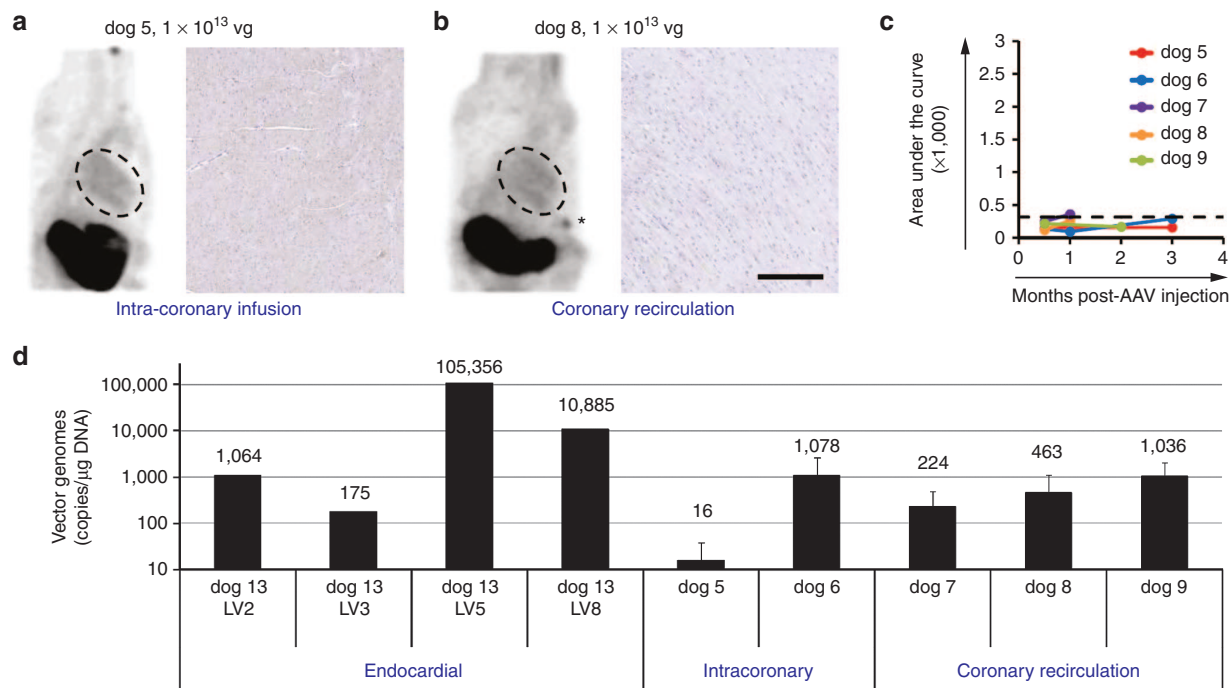 a
dog 5, 1 × 10¹³ vg
Intra-coronary infusion
b
dog 8, 1 × 10¹³ vg
*
Coronary recirculation
c
Area under the curve
(×1,000)
3
2.5
2
1.5
1
0.5
0
0 1 2 3 4
Months post-AAV injection
dog 5
dog 6
dog 7
dog 8
dog 9
d
Vector genomes
(copies/µg DNA)
100,000
10,000
1,000
100
10
1,064
175
105,356
10,885
16
1,078
224
463
1,036
dog 13 dog 13 dog 13 dog 13 dog 5 dog 6 dog 7 dog 8 dog 9
LV2 LV3 LV5 LV8
Endocardial Intracoronary Coronary recirculation